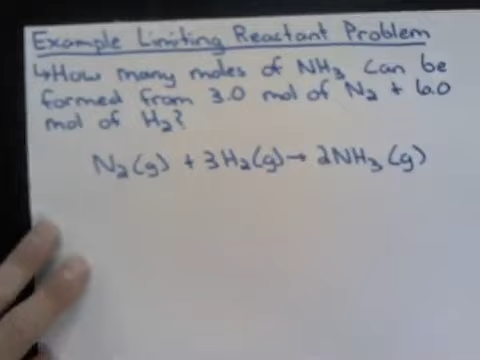 Example Limiting Reactant Problem
↳How many moles of NH₃ can be
formed from 3.0 mol of N₂ + 6.0
mol of H₂?
N₂(g) + 3H₂(g) → 2NH₃(g)